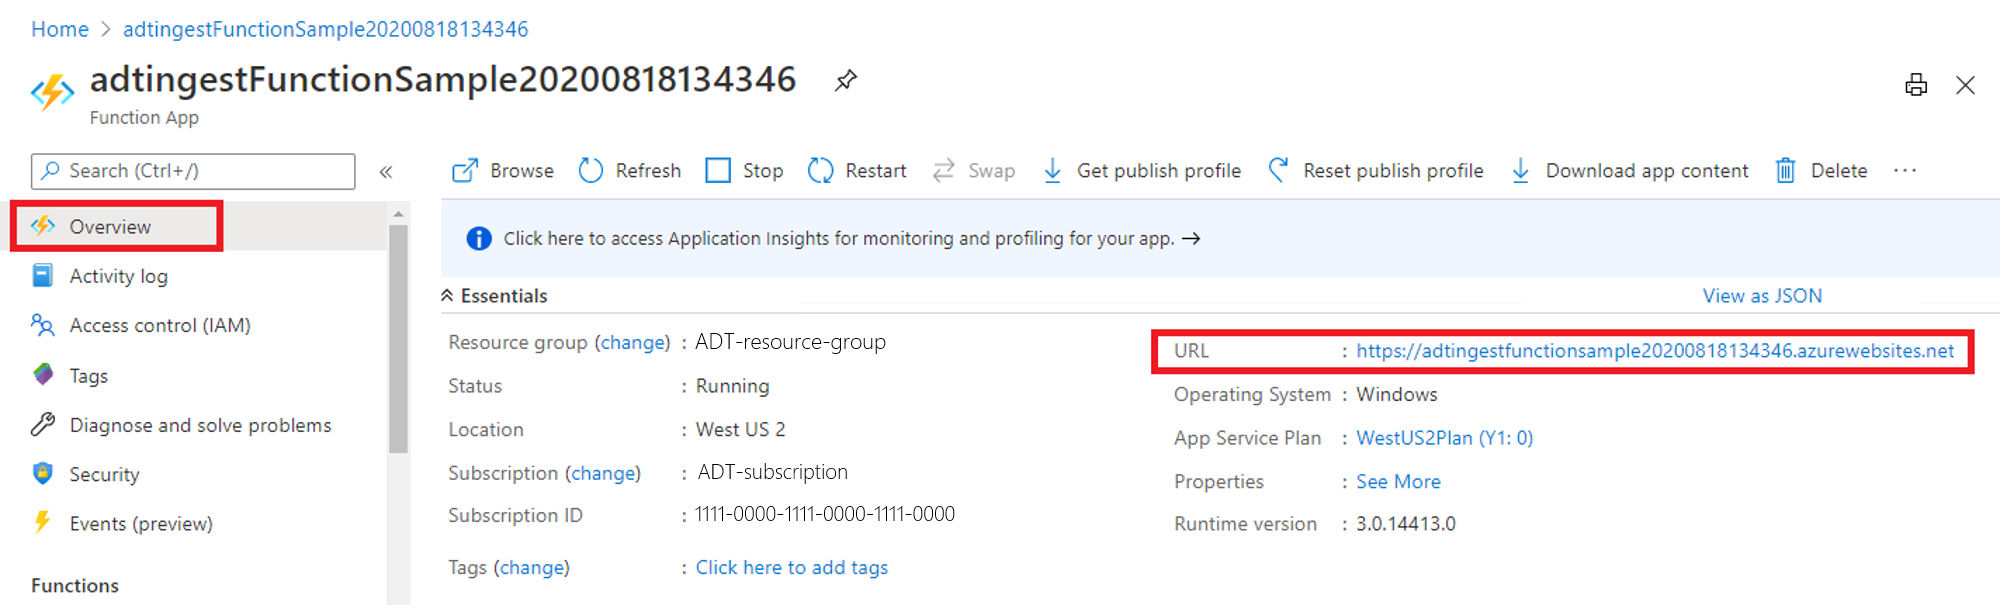 Home > adtingestFunctionSample20200818134346
adtingestFunctionSample20200818134346
Function App
Search (Ctrl+/)
«
Browse Refresh Stop Restart Swap Get publish profile Reset publish profile Download app content Delete ...
Overview
Click here to access Application Insights for monitoring and profiling for your app. →
Activity log
Essentials View as JSON
Access control (IAM)
Resource group (change) : ADT-resource-group
URL : https://adtingestfunctionsample20200818134346.azurewebsites.net
Tags
Status : Running
Operating System : Windows
Diagnose and solve problems
Location : West US 2
App Service Plan : WestUS2Plan (Y1: 0)
Security
Subscription (change) : ADT-subscription
Properties : See More
Events (preview)
Subscription ID : 1111-0000-1111-0000-1111-0000
Runtime version : 3.0.14413.0
Functions
Tags (change) : Click here to add tags